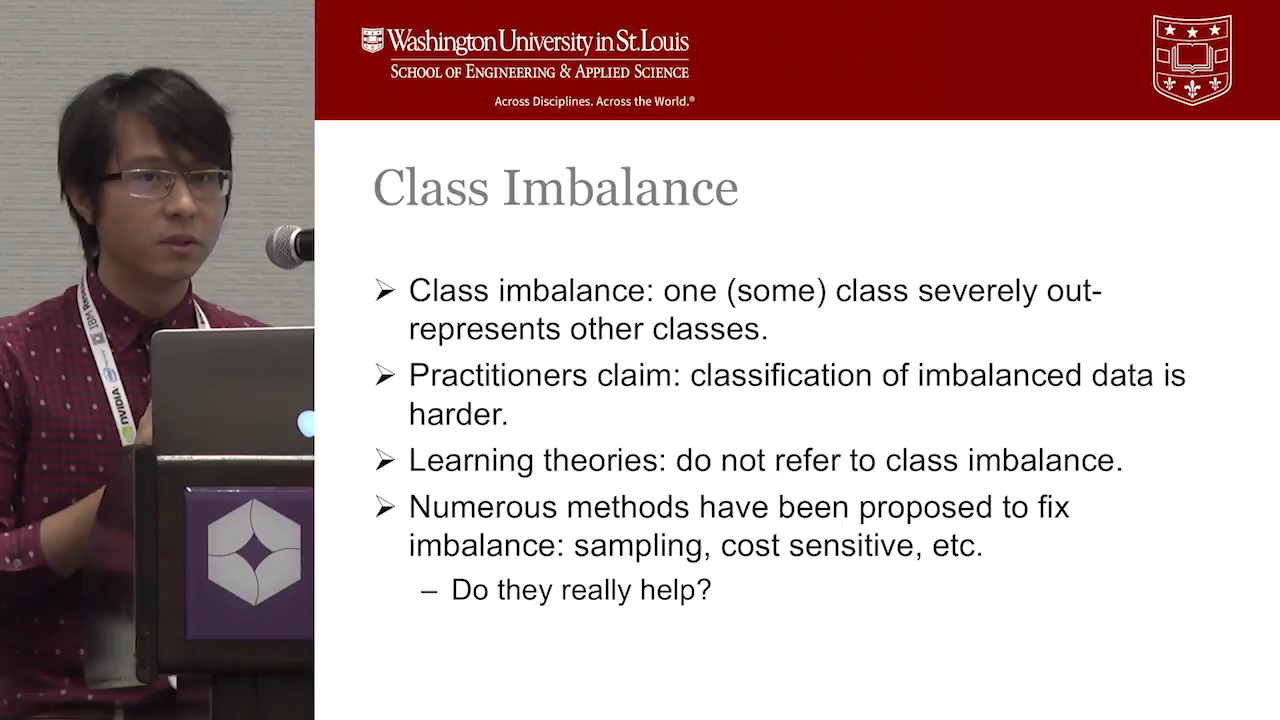 Washington University in St. Louis
SCHOOL OF ENGINEERING & APPLIED SCIENCE
Across Disciplines. Across the World.®
Class Imbalance
➢ Class imbalance: one (some) class severely out-
represents other classes.
➢ Practitioners claim: classification of imbalanced data is
harder.
➢ Learning theories: do not refer to class imbalance.
➢ Numerous methods have been proposed to fix
imbalance: sampling, cost sensitive, etc.
– Do they really help?
NVIDIA